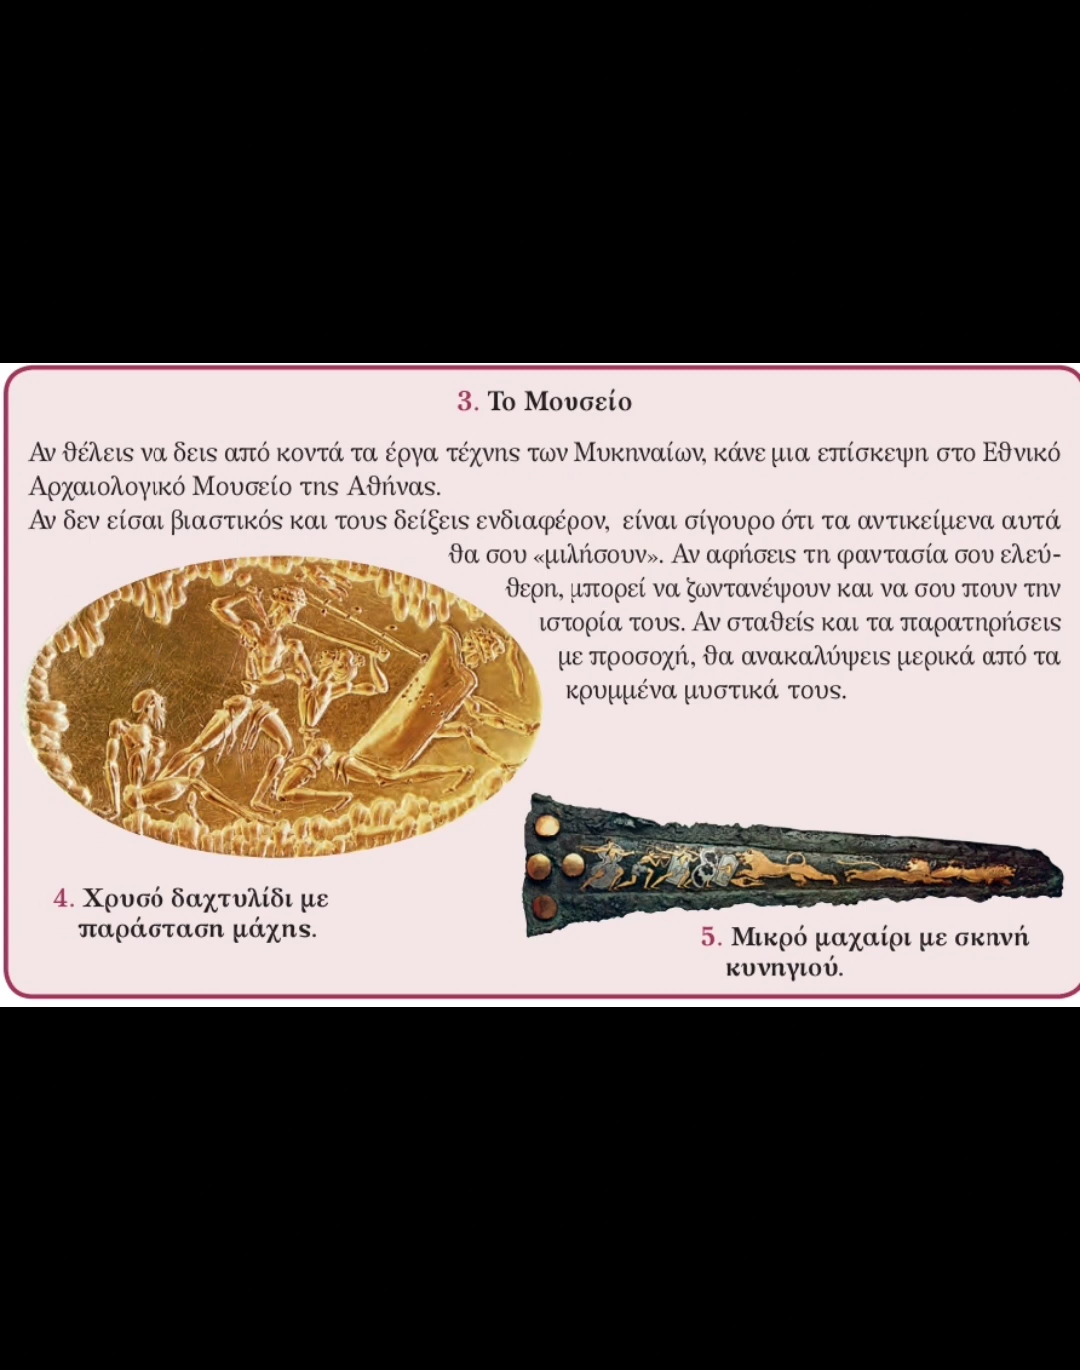 3. Το Μουσείο
Αν θέλεις να δεις από κοντά τα έργα τέχνης των Μυκηναίων, κάνε μια επίσκεψη στο Εθνικό
Αρχαιολογικό Μουσείο της Αθήνας.
Αν δεν είσαι βιαστικός και τους δείξεις ενδιαφέρον, είναι σίγουρο ότι τα αντικείμενα αυτά
θα σου «μιλήσουν». Αν αφήσεις τη φαντασία σου ελεύ-
θερη, μπορεί να ζωντανέψουν και να σου πουν την
ιστορία τους. Αν σταθείς και τα παρατηρήσεις
με προσοχή, θα ανακαλύψεις μερικά από τα
κρυμμένα μυστικά τους.
4. Χρυσό δαχτυλίδι με
παράσταση μάχης.
5. Μικρό μαχαίρι με σκηνή
κυνηγιού.